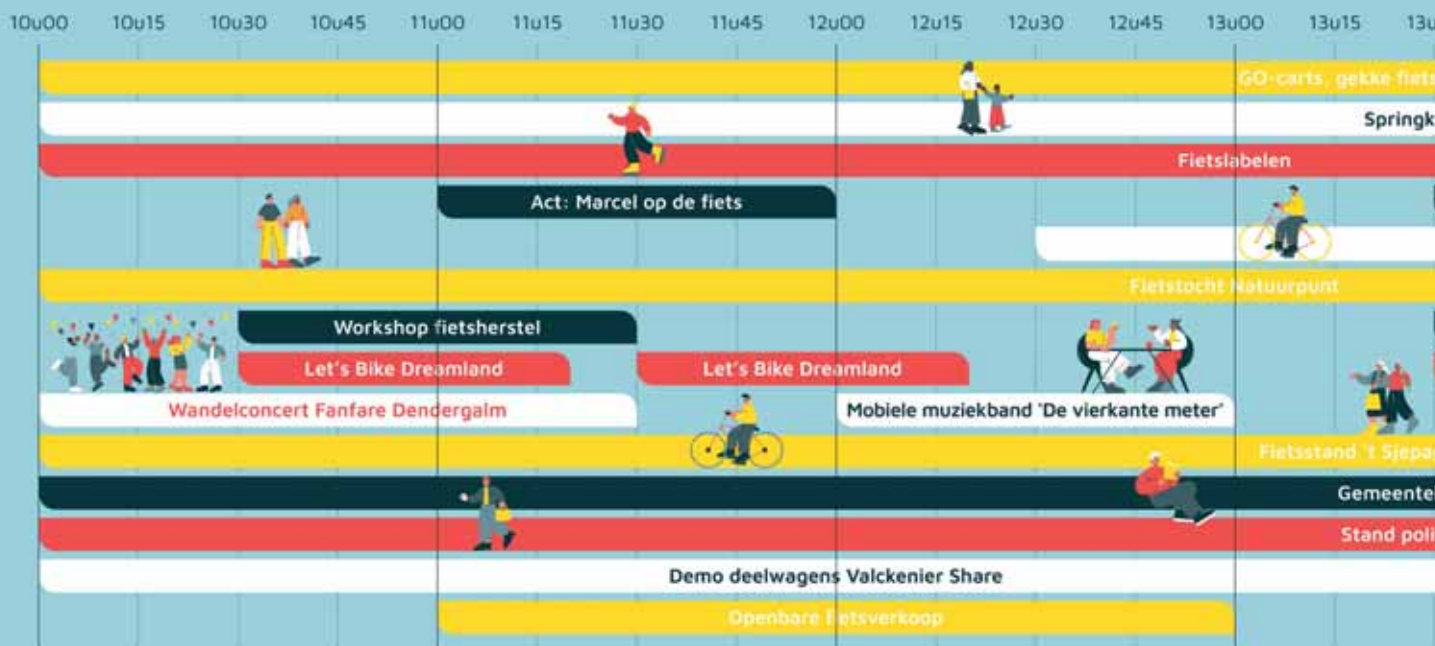 10u00 10u15 10u30 10u45 11u00 11u15 11u30 11u45 12u00 12u15 12u30 12u45 13u00 13u15 13u
GO-carts, gekke fiets
Springk
Fietslabelen
Act: Marcel op de fiets
Fietstocht Natuurpunt
Workshop fietsherstel
Let's Bike Dreamland Let's Bike Dreamland
Wandelconcert Fanfare Dendergalm Mobiele muziekband 'De vierkante meter'
Fietsstand 't Sjepa
Gemeente
Stand poli
Demo deelwagens Valckenier Share
Openbare fietsverkoop